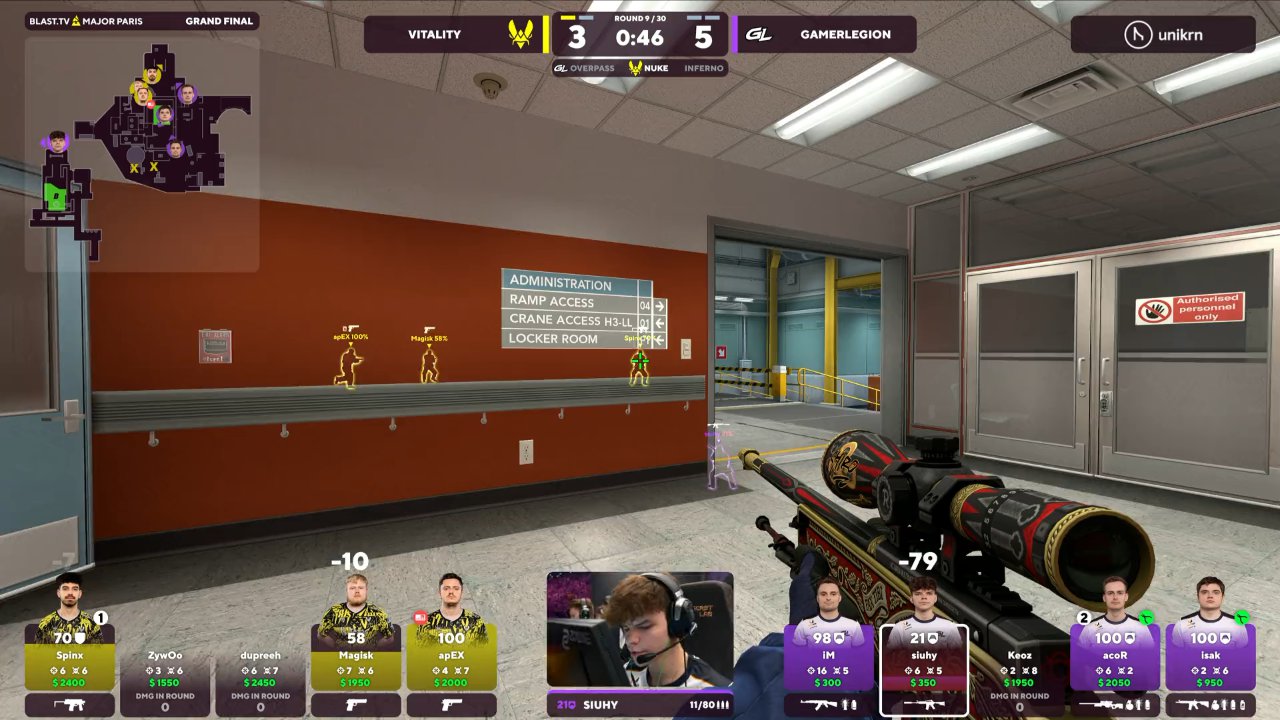 BLAST.TV MAJOR PARIS
GRAND FINAL
VITALITY
3
ROUND 9 / 30
0:46
5
GL
GAMERLEGION
unikrn
GL OVERPASS
NUKE
INFERNO
ADMINISTRATION
RAMP ACCESS 04
CRANE ACCESS H3-LL 01
LOCKER ROOM
Authorised
personnel
only
apEX 100%
Magisk 58%
-10
-79
70
1
Spinx
6 6
$2400
ZywOo
3 6
$1550
DMG IN ROUND
0
dupreeh
6 7
$2450
DMG IN ROUND
0
58
Magisk
7 6
$1950
100
apEX
4 7
$2000
21 SIUHY
11/80
98
iM
16 5
$300
21
siuhy
6 5
$350
Keoz
2 8
$1950
DMG IN ROUND
0
2
100
acoR
6 2
$2050
100
isak
2 6
$950